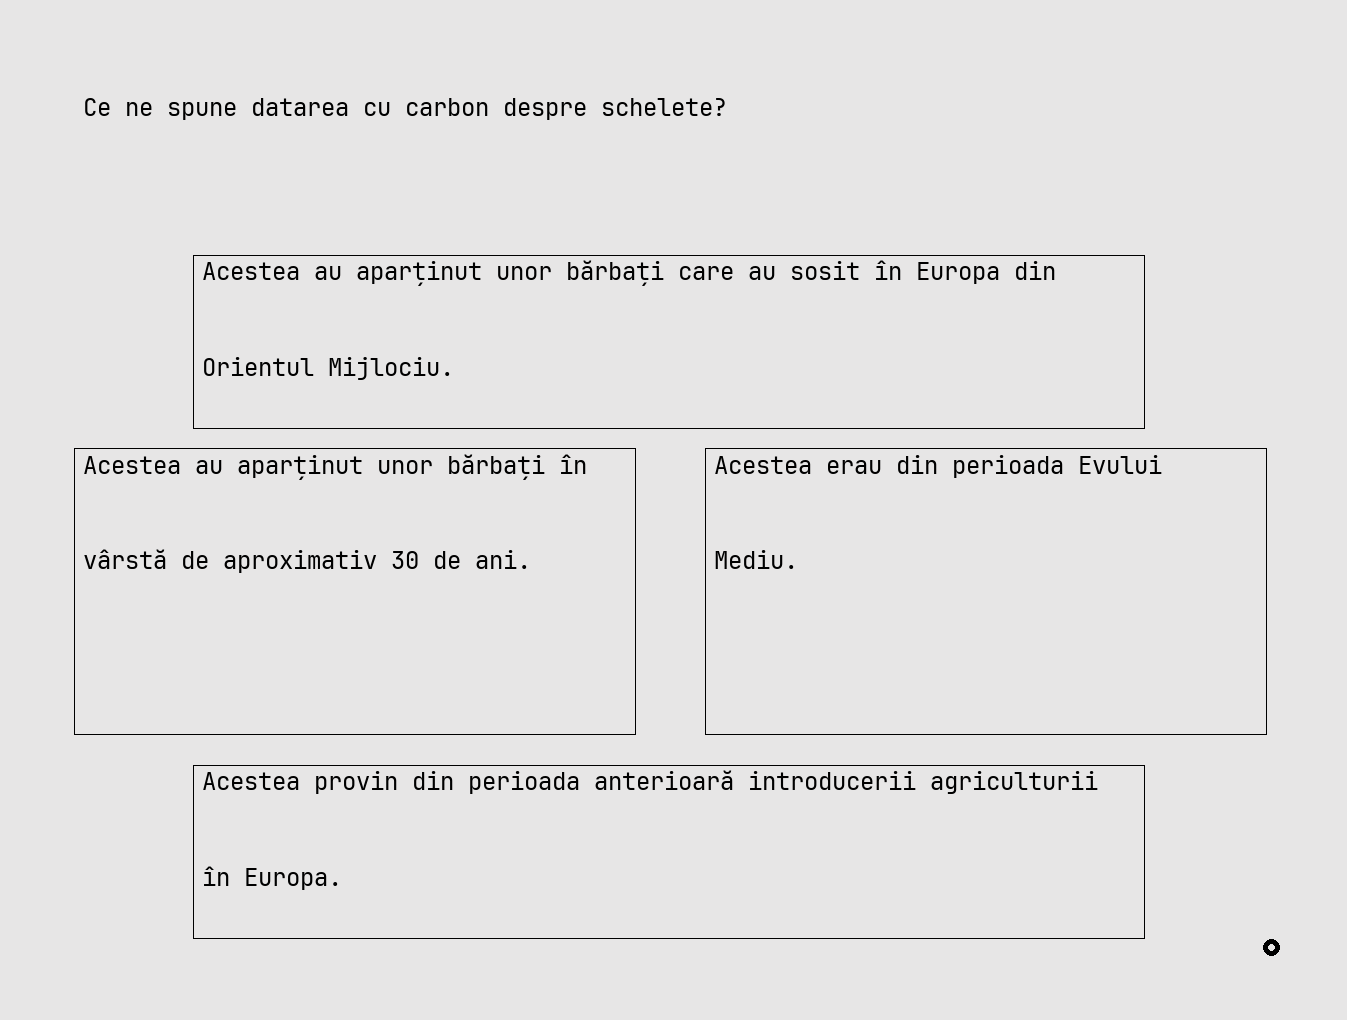 Ce ne spune datarea cu carbon despre schelete?
Acestea au aparținut unor bărbați care au sosit în Europa din
Orientul Mijlociu.
Acestea au aparținut unor bărbați în
vârstă de aproximativ 30 de ani.
Acestea erau din perioada Evului
Mediu.
Acestea provin din perioada anterioară introducerii agriculturii
în Europa.